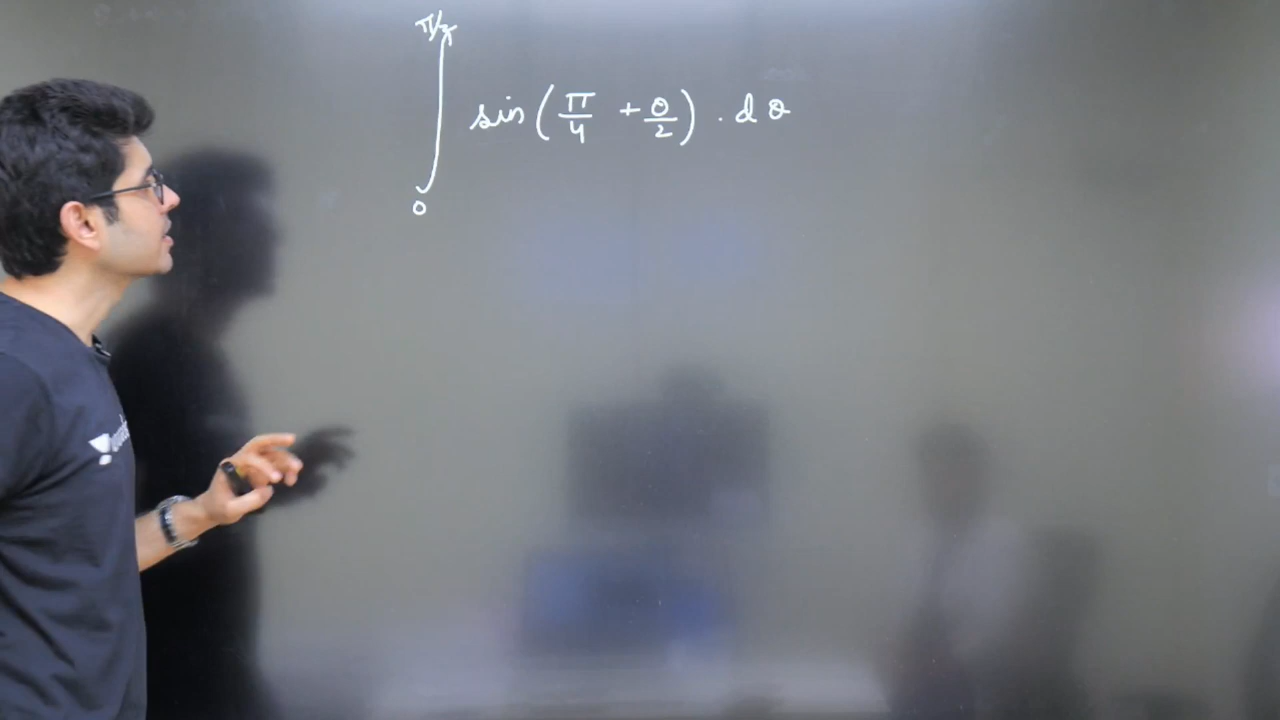 π/2
∫ sin(π/4 + θ/2) . dθ
0